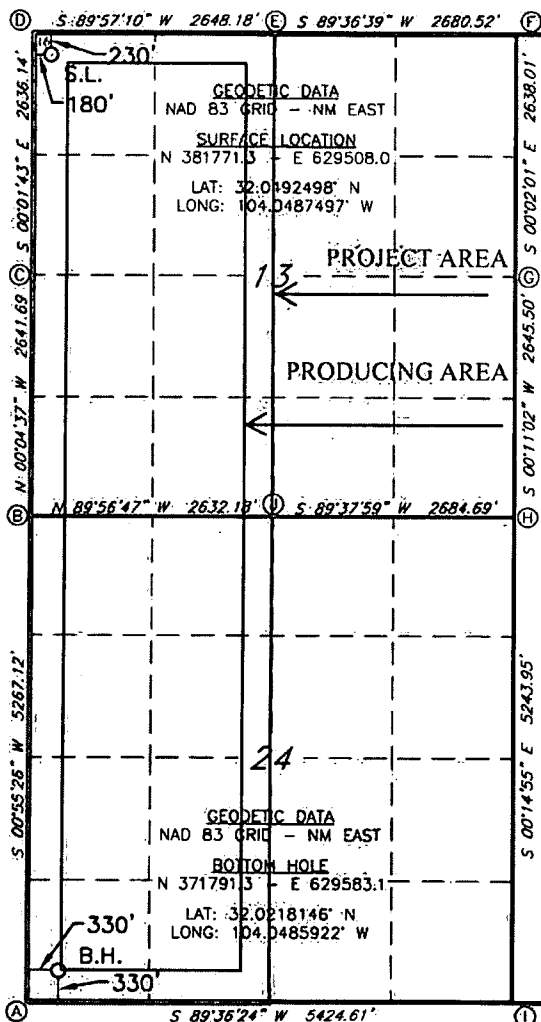 D S 89°57'10" W 2648.18' E S 89°36'39" W 2680.52' F
230'
S.L.
180'
S 00°01'43" E 2636.14'
S 00°02'01" E 2638.01'
GEODETIC DATA
NAD 83 GRID - NM EAST
SURFACE LOCATION
N 381771.3 - E 629508.0
LAT: 32.0492498° N
LONG: 104.0487497° W
PROJECT AREA
C 13 G
N 00°04'37" W 2641.69'
S 00°11'02" W 2645.50'
PRODUCING AREA
B N 89°56'47" W 2632.18' J S 89°37'59" W 2684.69' H
S 00°55'26" W 5267.12'
S 00°14'55" E 5243.95'
24
GEODETIC DATA
NAD 83 GRID - NM EAST
BOTTOM HOLE
N 371791.3 - E 629583.1
LAT: 32.0218146° N
LONG: 104.0485922° W
330'
B.H.
330'
A S 89°36'24" W 5424.61' I